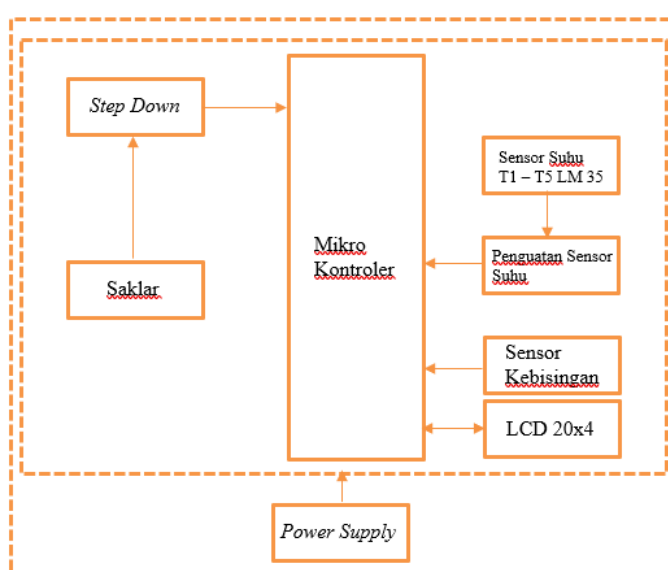 Step Down
Saklar
Mikro
Kontroler
Sensor Suhu
T1 – T5 LM 35
Penguatan Sensor
Suhu
Sensor
Kebisingan
LCD 20x4
Power Supply